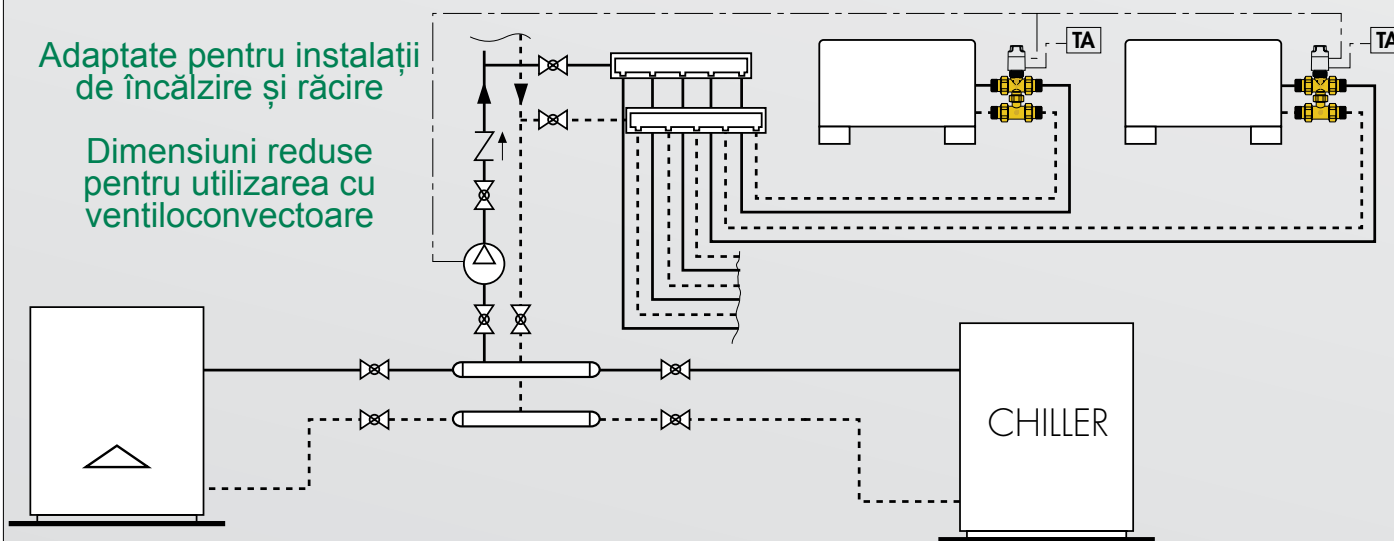 Adaptate pentru instalații
de încălzire și răcire
Dimensiuni reduse
pentru utilizarea cu
ventiloconvectoare
TA
TA
CHILLER